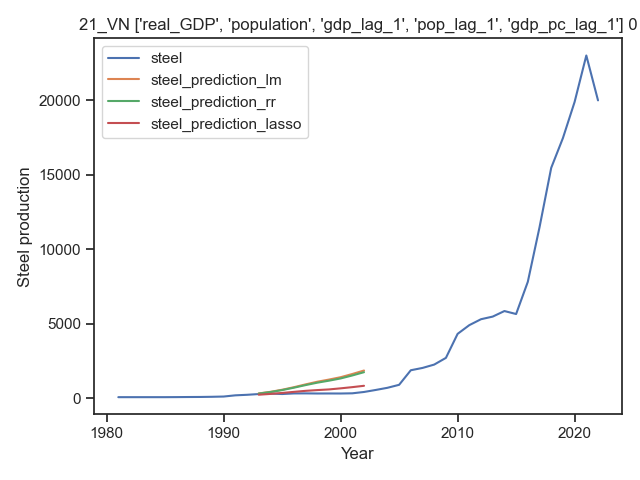 21_VN ['real_GDP', 'population', 'gdp_lag_1', 'pop_lag_1', 'gdp_pc_lag_1'] 0
steel
steel_prediction_lm
steel_prediction_rr
steel_prediction_lasso
Steel production
20000
15000
10000
5000
0
1980
1990
2000
2010
2020
Year